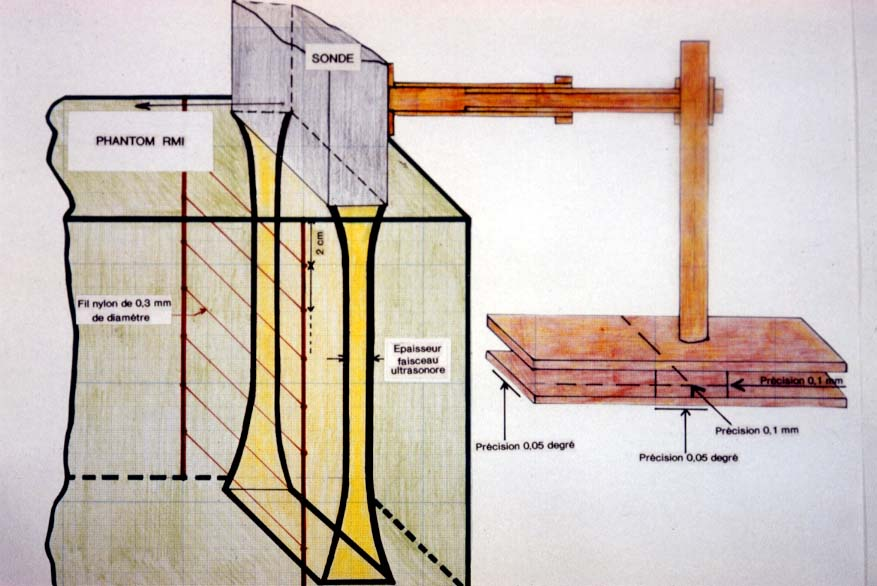 SONDE
PHANTOM RMI
2 cm
Fil nylon de 0,3 mm
de diamètre
Epaisseur
faisceau
ultrasonore
Précision 0,1 mm
Précision 0,1 mm
Précision 0,05 degré
Précision 0,05 degré